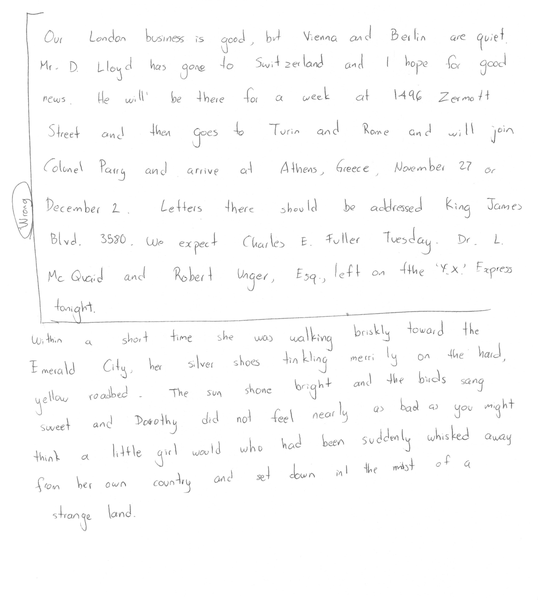 Our London business is good, but Vienna and Berlin are quiet.
Mr. D. Lloyd has gone to Switzerland and I hope for good
news. He will be there for a week at 1496 Zermott
Street and then goes to Turin and Rome and will join
Colonel Parry and arrive at Athens, Greece, November 27 or
December 2. Letters there should be addressed King James
Wrong
Blvd. 3580. We expect Charles E. Fuller Tuesday. Dr. L.
McQuaid and Robert Unger, Esq., left on the 'Y.X.' Express
tonight.
Within a short time she was walking briskly toward the
Emerald City, her silver shoes tinkling merrily on the hard,
yellow roadbed. The sun shone bright and the birds sang
sweet and Dorothy did not feel nearly as bad as you might
think a little girl would who had been suddenly whisked away
from her own country and set down in the midst of a
strange land.